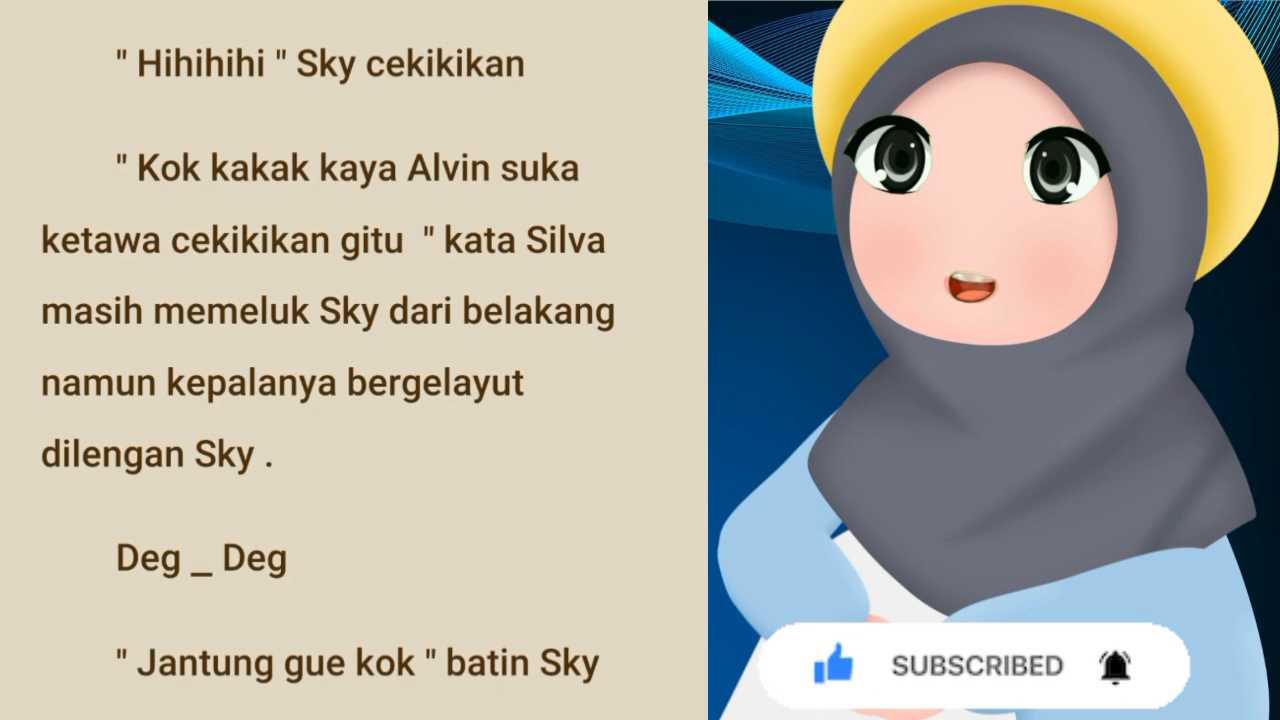 " Hihihihi " Sky cekikikan
" Kok kakak kaya Alvin suka
ketawa cekikikan gitu  " kata Silva
masih memeluk Sky dari belakang
namun kepalanya bergelayut
dilengan Sky .
Deg _ Deg
" Jantung gue kok " batin Sky
SUBSCRIBED